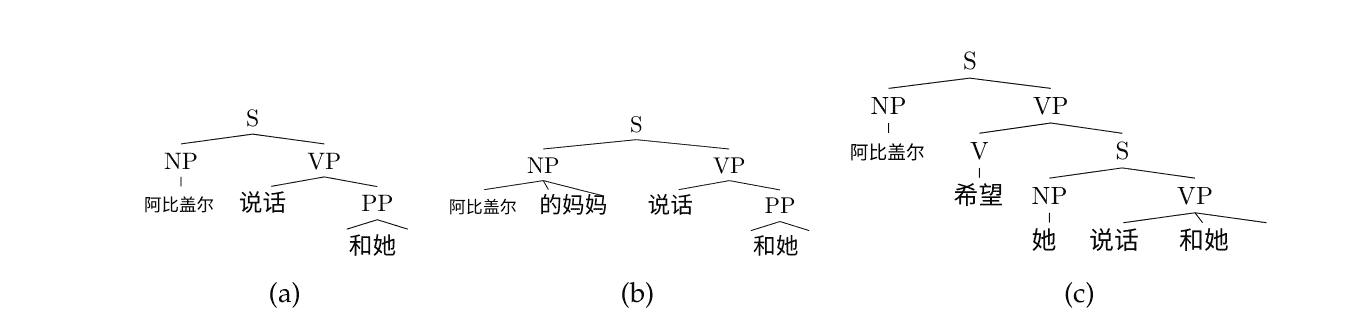 S
NP VP
阿比盖尔 说话 PP
和她
(a)
S
NP VP
阿比盖尔 的妈妈 说话 PP
和她
(b)
S
NP VP
阿比盖尔 V S
希望 NP VP
她 说话 和她
(c)